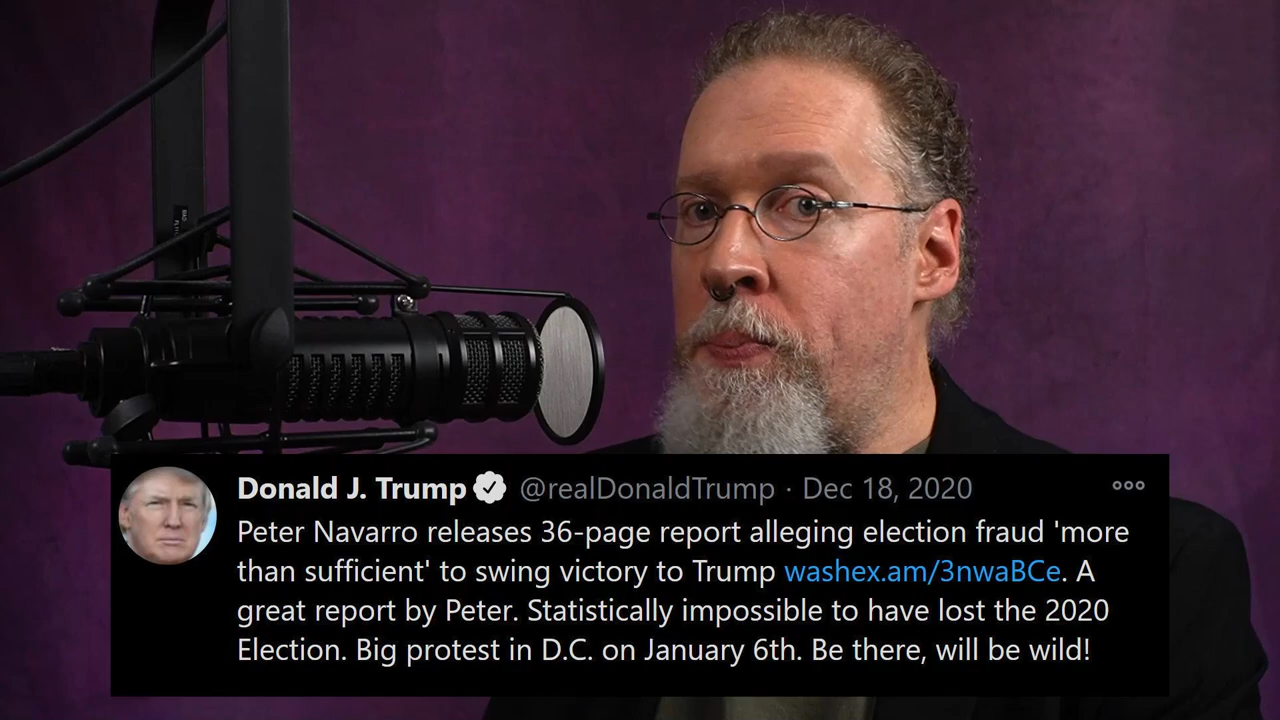 Donald J. Trump @realDonaldTrump · Dec 18, 2020
Peter Navarro releases 36-page report alleging election fraud 'more
than sufficient' to swing victory to Trump washex.am/3nwaBCe. A
great report by Peter. Statistically impossible to have lost the 2020
Election. Big protest in D.C. on January 6th. Be there, will be wild!